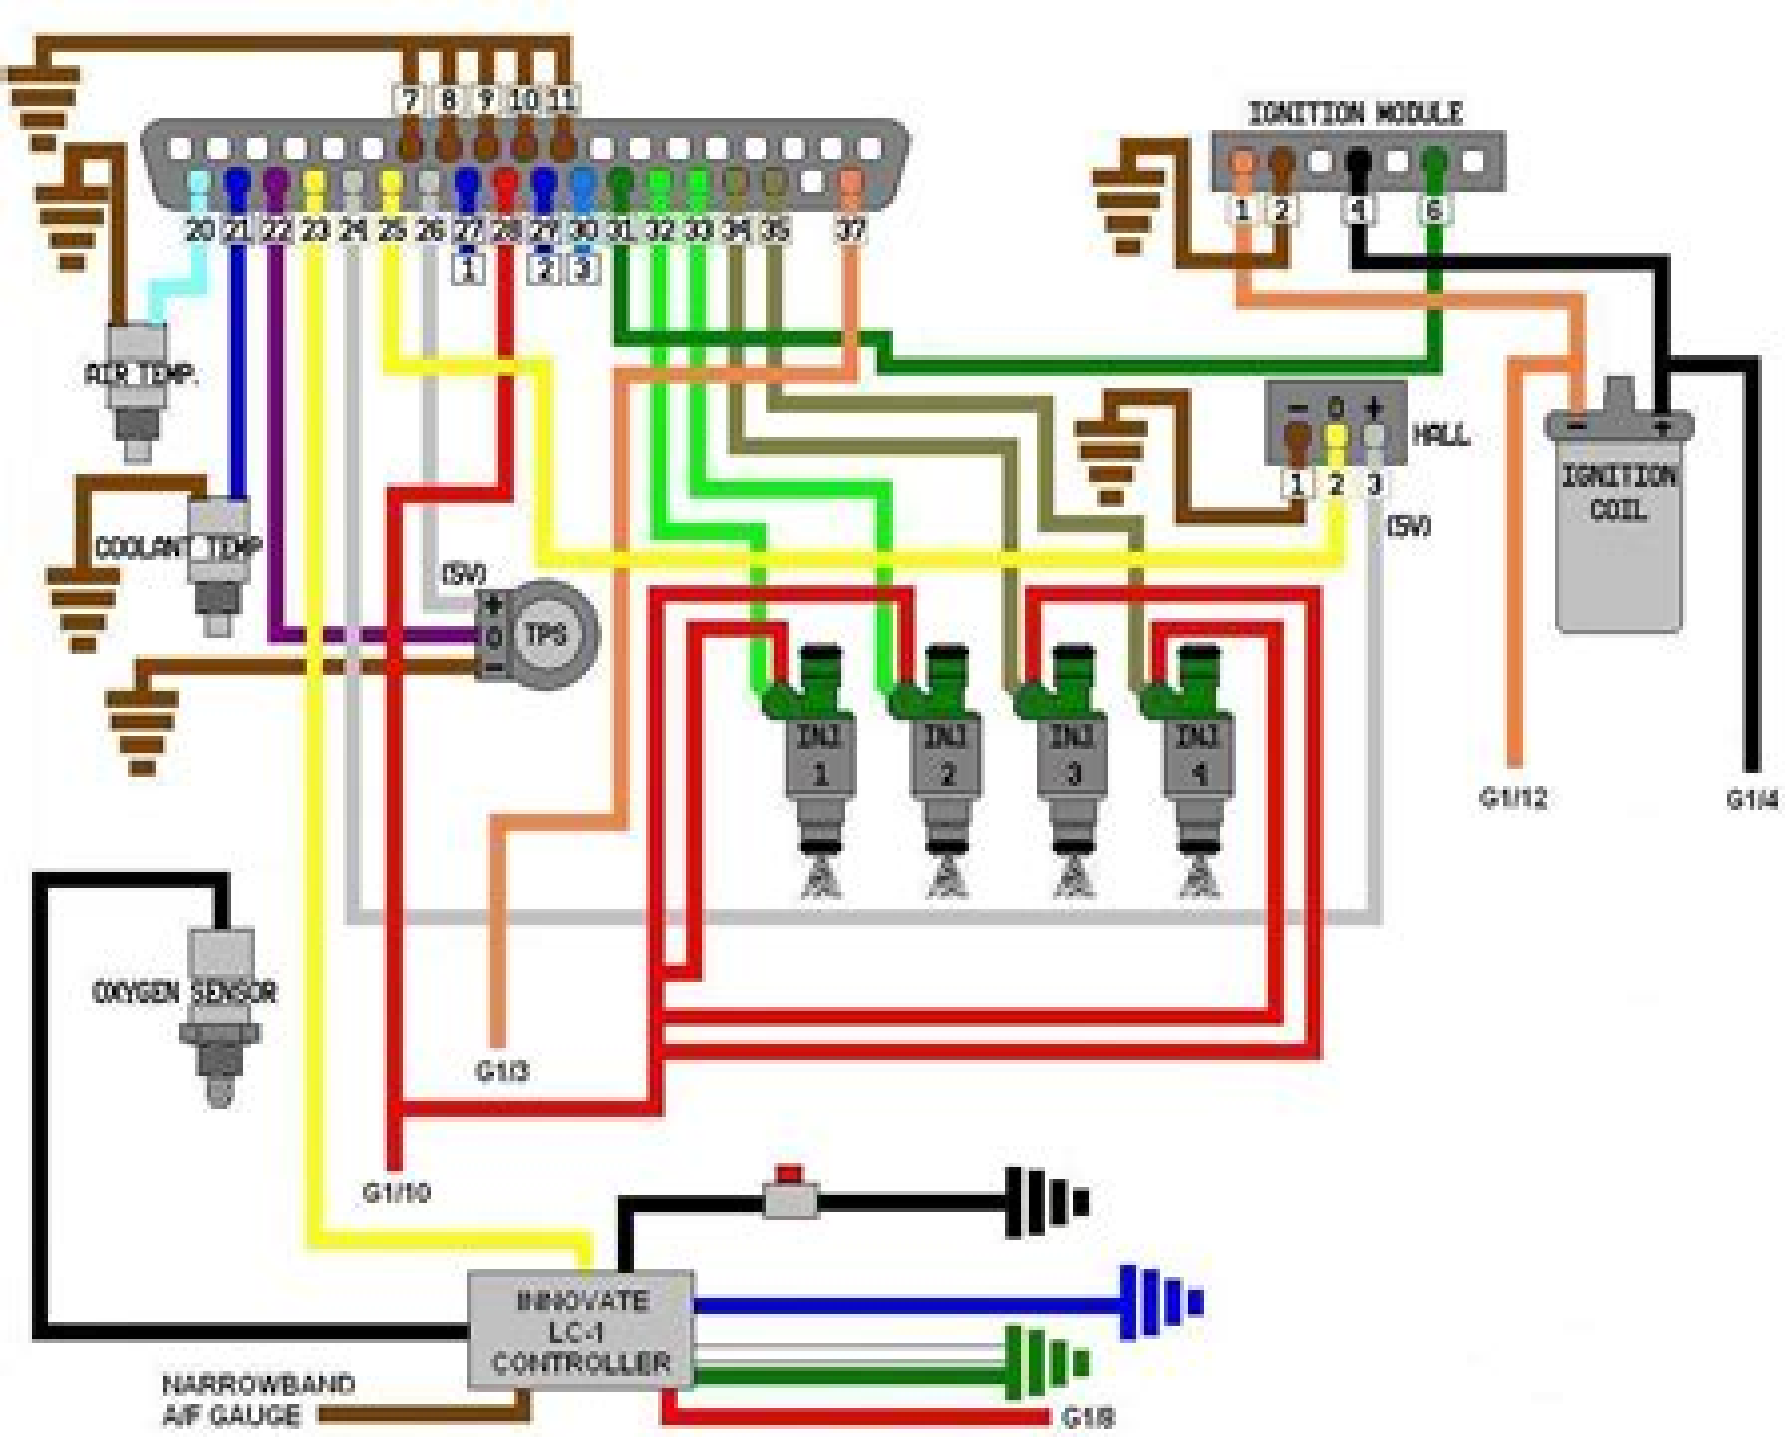 7 8 9 10 11
IGNITION MODULE
1 2 4 6
20 21 22 23 24 25 26 27 28 29 30 31 32 33 34 35 37
1 2 3
AIR TEMP.
- 0 +
HALL
1 2 3
(5V)
- +
IGNITION
COIL
COOLANT TEMP
(5V)
+
0
-
TPS
INJ
1
INJ
2
INJ
3
INJ
4
G1/12
G1/4
OXYGEN SENSOR
G1/3
G1/10
INNOVATE
LC-1
CONTROLLER
NARROWBAND
A/F GAUGE